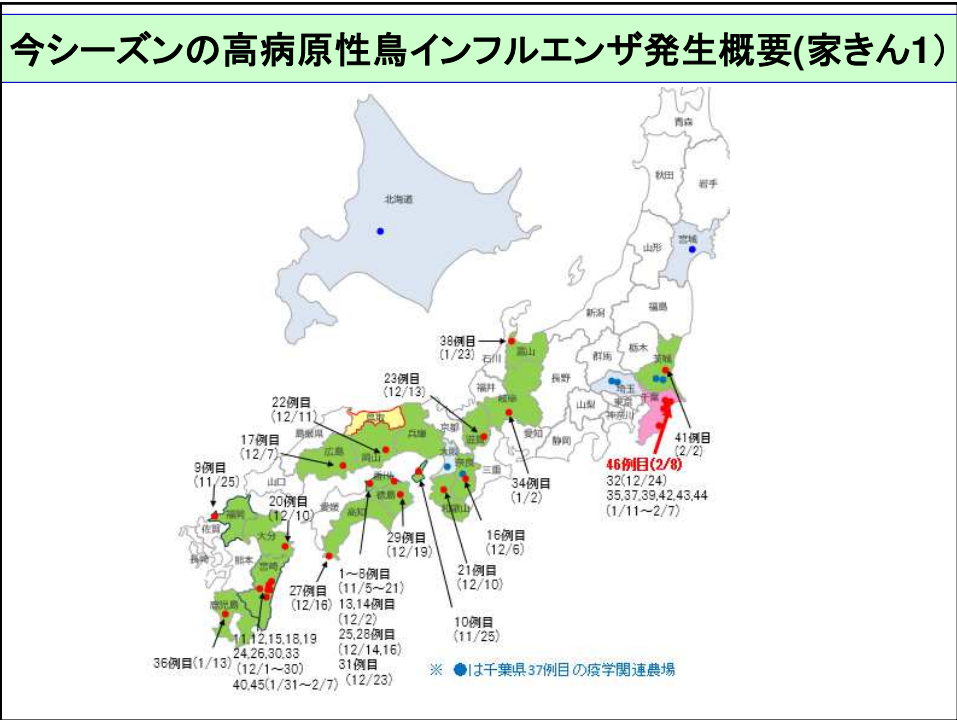 今シーズンの高病原性鳥インフルエンザ発生概要(家きん1)
青森
秋田
岩手
北海道
宮城
山形
福島
新潟
栃木
群馬
茨城
埼玉
千葉
東京
神奈川
山梨
長野
静岡
愛知
38例目
(1/23)
石川
富山
福井
岐阜
23例目
(12/13)
22例目
(12/11)
鳥取
島根県
兵庫
京都
滋賀
大阪
奈良
三重
和歌山
17例目
(12/7)
広島
岡山
9例目
(11/25)
山口
香川
徳島
愛媛
高知
20例目
(12/10)
福岡
佐賀
大分
長崎
熊本
宮崎
鹿児島
41例目
(2/2)
46例目(2/8)
32(12/24)
35,37,39,42,43,44
(1/11~2/7)
34例目
(1/2)
16例目
(12/6)
29例目
(12/19)
21例目
(12/10)
10例目
(11/25)
27例目
(12/16)
1~8例目
(11/5~21)
13,14例目
(12/2)
25,28例目
(12/14,16)
31例目
(12/23)
11,12,15,18,19
24,26,30,33
(12/1~30)
40,45(1/31~2/7)
36例目(1/13)
※ ●は千葉県37例目の疫学関連農場